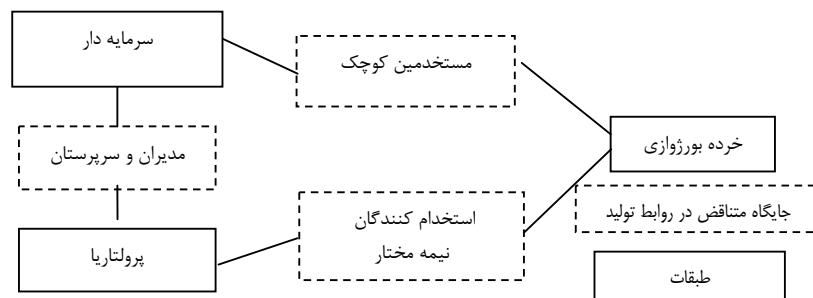 سرمایه دار
مستخدمین کوچک
خرده بورژوازی
مدیران و سرپرستان
جایگاه متناقض در روابط تولید
استخدام کنندگان
نیمه مختار
پرولتاریا
طبقات